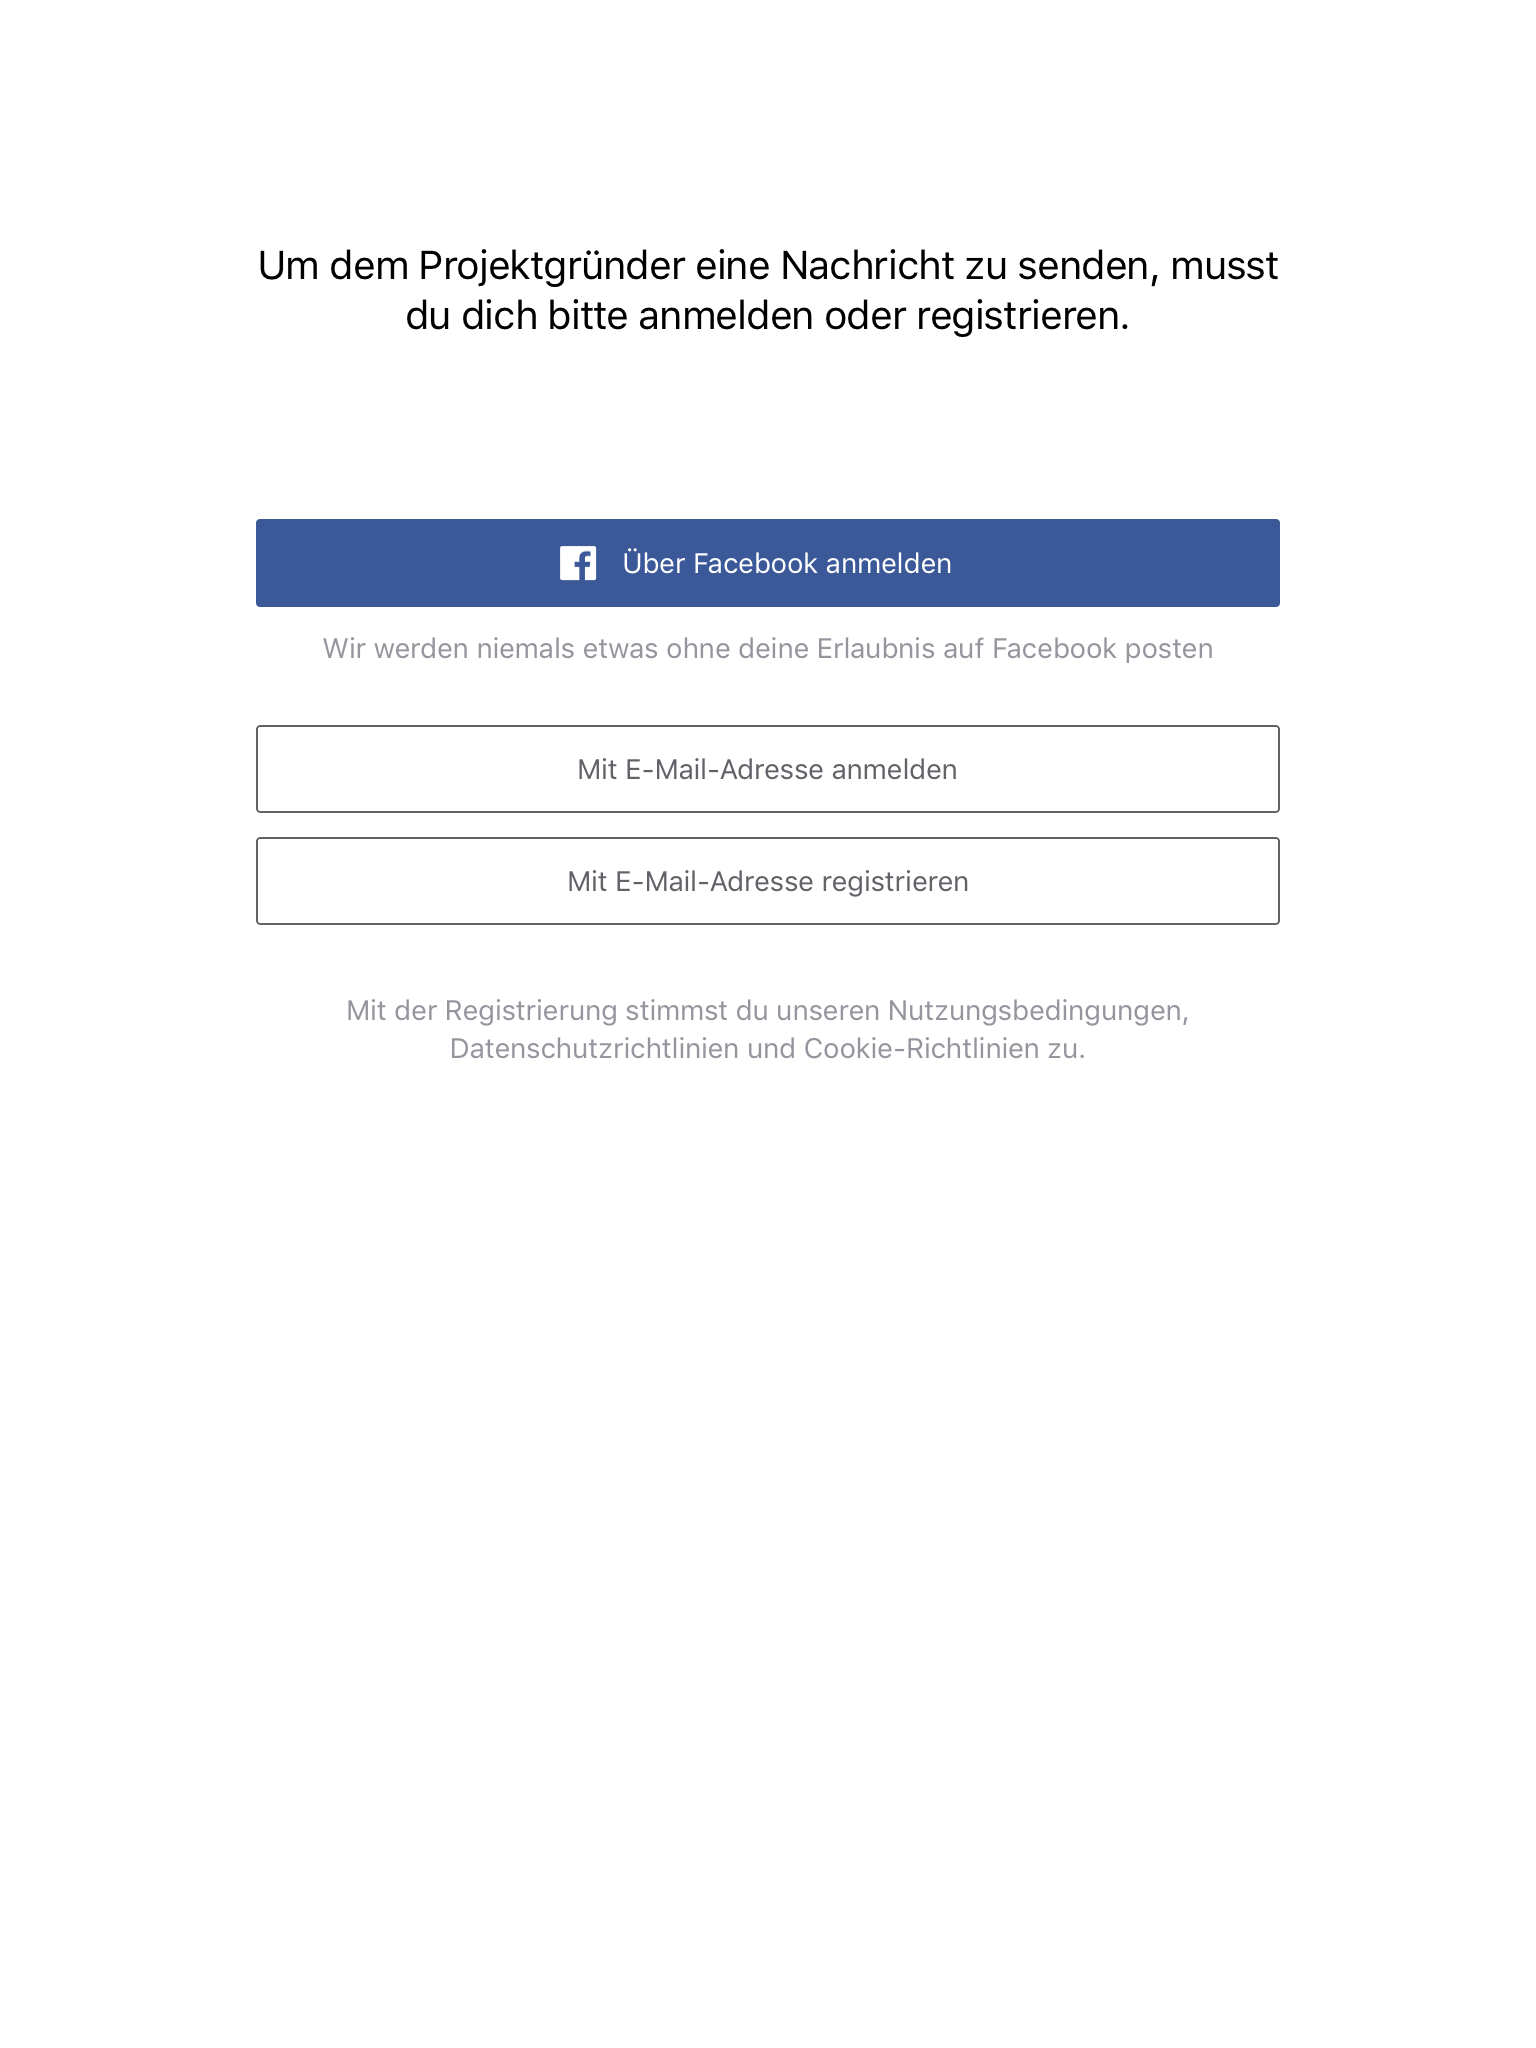 Um dem Projektgründer eine Nachricht zu senden, musst
du dich bitte anmelden oder registrieren.
Über Facebook anmelden
Wir werden niemals etwas ohne deine Erlaubnis auf Facebook posten
Mit E-Mail-Adresse anmelden
Mit E-Mail-Adresse registrieren
Mit der Registrierung stimmst du unseren Nutzungsbedingungen,
Datenschutzrichtlinien und Cookie-Richtlinien zu.